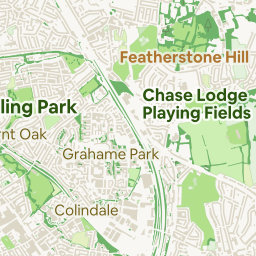 Featherstone Hill
Chase Lodge
Playing Fields
ling Park
nt Oak
Grahame Park
Colindale